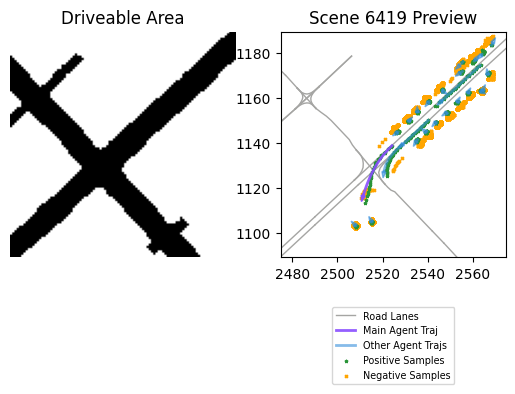 Driveable Area
Scene 6419 Preview
1180
1160
1140
1120
1100
2480 2500 2520 2540 2560
Road Lanes
Main Agent Traj
Other Agent Trajs
Positive Samples
Negative Samples